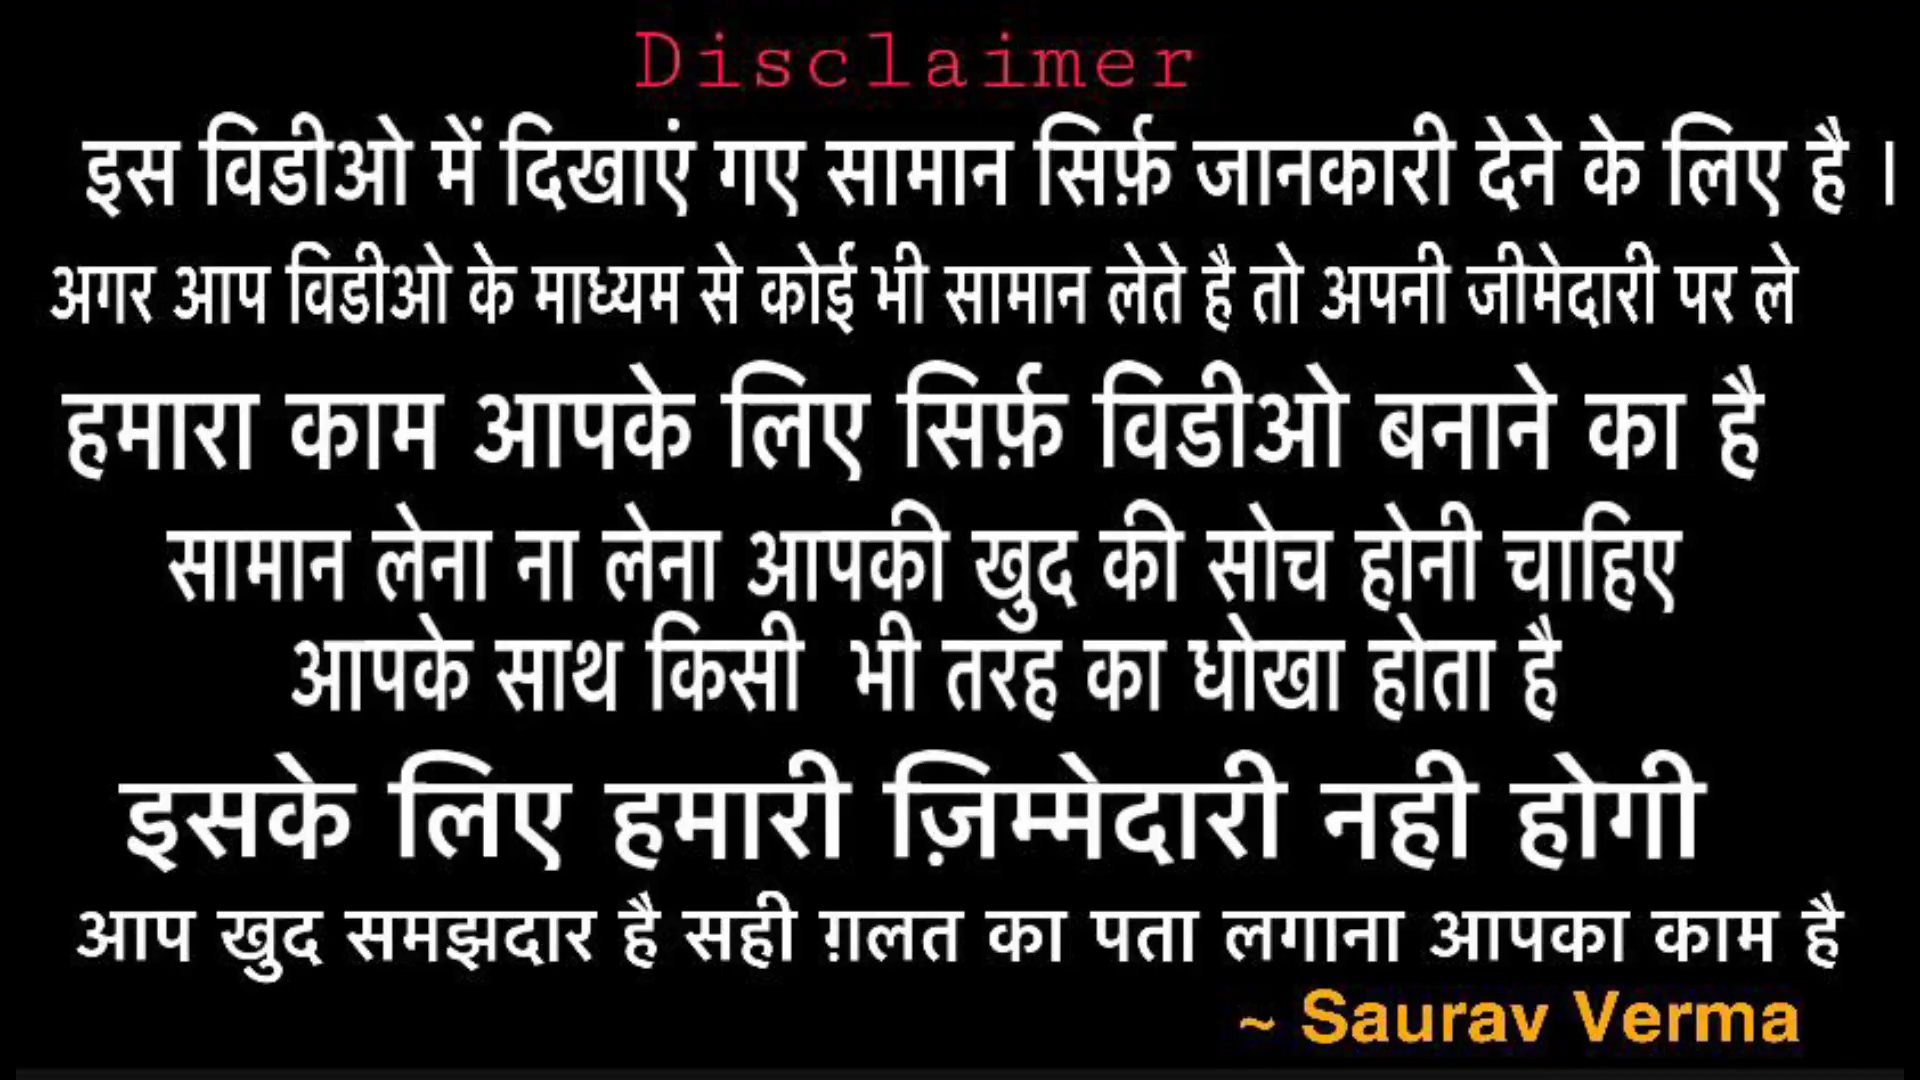 Disclaimer
इस विडीओ में दिखाएं गए सामान सिर्फ़ जानकारी देने के लिए है ।
अगर आप विडीओ के माध्यम से कोई भी सामान लेते है तो अपनी जीमेदारी पर ले
हमारा काम आपके लिए सिर्फ़ विडीओ बनाने का है
सामान लेना ना लेना आपकी खुद की सोच होनी चाहिए
आपके साथ किसी भी तरह का धोखा होता है
इसके लिए हमारी ज़िम्मेदारी नही होगी
आप खुद समझदार है सही ग़लत का पता लगाना आपका काम है
~ Saurav Verma